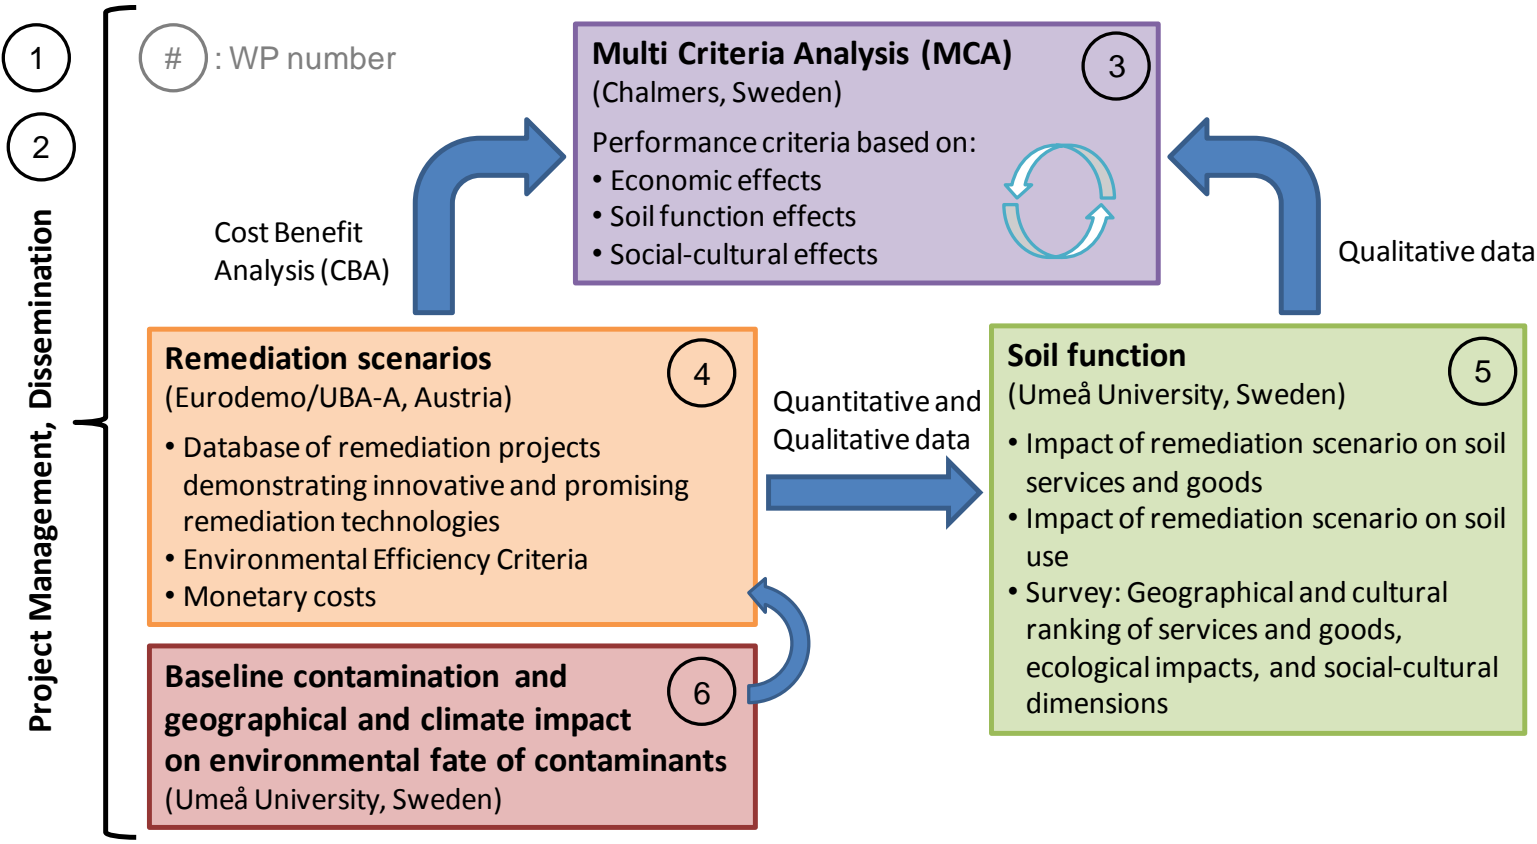 1
2
Project Management, Dissemination
# : WP number
Multi Criteria Analysis (MCA)
3
(Chalmers, Sweden)
Performance criteria based on:
• Economic effects
• Soil function effects
• Social-cultural effects
Cost Benefit
Analysis (CBA)
Qualitative data
Remediation scenarios
4
(Eurodemo/UBA-A, Austria)
• Database of remediation projects
demonstrating innovative and promising
remediation technologies
• Environmental Efficiency Criteria
• Monetary costs
Quantitative and
Qualitative data
Soil function
5
(Umeå University, Sweden)
• Impact of remediation scenario on soil
services and goods
• Impact of remediation scenario on soil
use
• Survey: Geographical and cultural
ranking of services and goods,
ecological impacts, and social-cultural
dimensions
Baseline contamination and
6
geographical and climate impact
on environmental fate of contaminants
(Umeå University, Sweden)